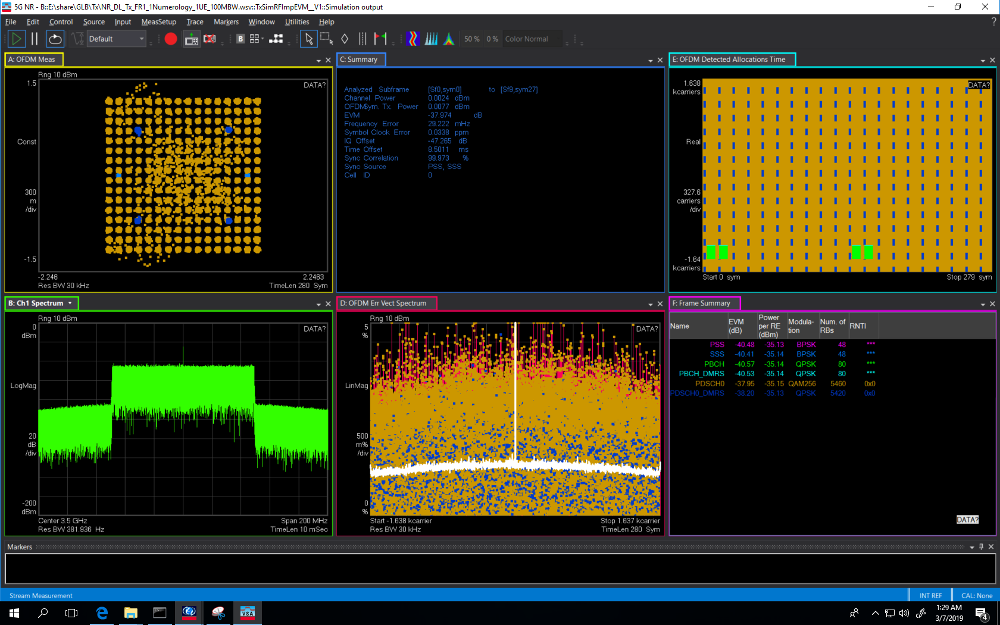 5G NR - B::E:\share\GLB\Tx\NR_DL_Tx_FR1_1Numerology_1UE_100MBW.wsv::TxSimRFImpEVM__V1::Simulation output
File Edit Control Source Input MeasSetup Trace Markers Window Utilities Help
Default
B
50 % 0 % Color Normal
A: OFDM Meas
Rng 10 dBm
DATA?
1.5
Const
300
m
/div
-1.5
-2.246
2.2463
Res BW 30 kHz
TimeLen 280 Sym
C: Summary
Analyzed Subframe [Sf0,sym0] to [Sf9,sym27]
Channel Power 0.0024 dBm
OFDMSym. Tx. Power 0.0077 dBm
EVM -37.974 dB
Frequency Error 29.222 mHz
Symbol Clock Error 0.0338 ppm
IQ Offset -47.265 dB
Time Offset 8.5011 ms
Sync Correlation 99.973 %
Sync Source PSS, SSS
Cell ID 0
E: OFDM Detected Allocations Time
DATA?
1.638
kcarriers
Real
327.6
carriers
/div
-1.64
kcarriers
Start 0 sym
Stop 279 sym
B: Ch1 Spectrum
Rng 10 dBm
DATA?
0
dBm
LogMag
20
dB
/div
-200
dBm
Center 3.5 GHz
Span 200 MHz
Res BW 381.936 Hz
TimeLen 10 mSec
D: OFDM Err Vect Spectrum
Rng 10 dBm
DATA?
5
%
LinMag
500
m%
/div
0
%
Start -1.638 kcarrier
Stop 1.637 kcarrier
Res BW 30 kHz
TimeLen 280 Sym
F: Frame Summary
Name EVM (dB) Power per RE (dBm) Modula-tion Num. of RBs RNTI
PSS -40.48 -35.13 BPSK 48 ***
SSS -40.41 -35.14 BPSK 48 ***
PBCH -40.57 -35.14 QPSK 80 ***
PBCH_DMRS -40.53 -35.14 QPSK 80 ***
PDSCH0 -37.95 -35.15 QAM256 5460 0x0
PDSCH0_DMRS -38.20 -35.13 QPSK 5420 0x0
DATA?
Markers
Stream Measurement
INT REF
CAL: None
VSA
1:29 AM
3/7/2019
4